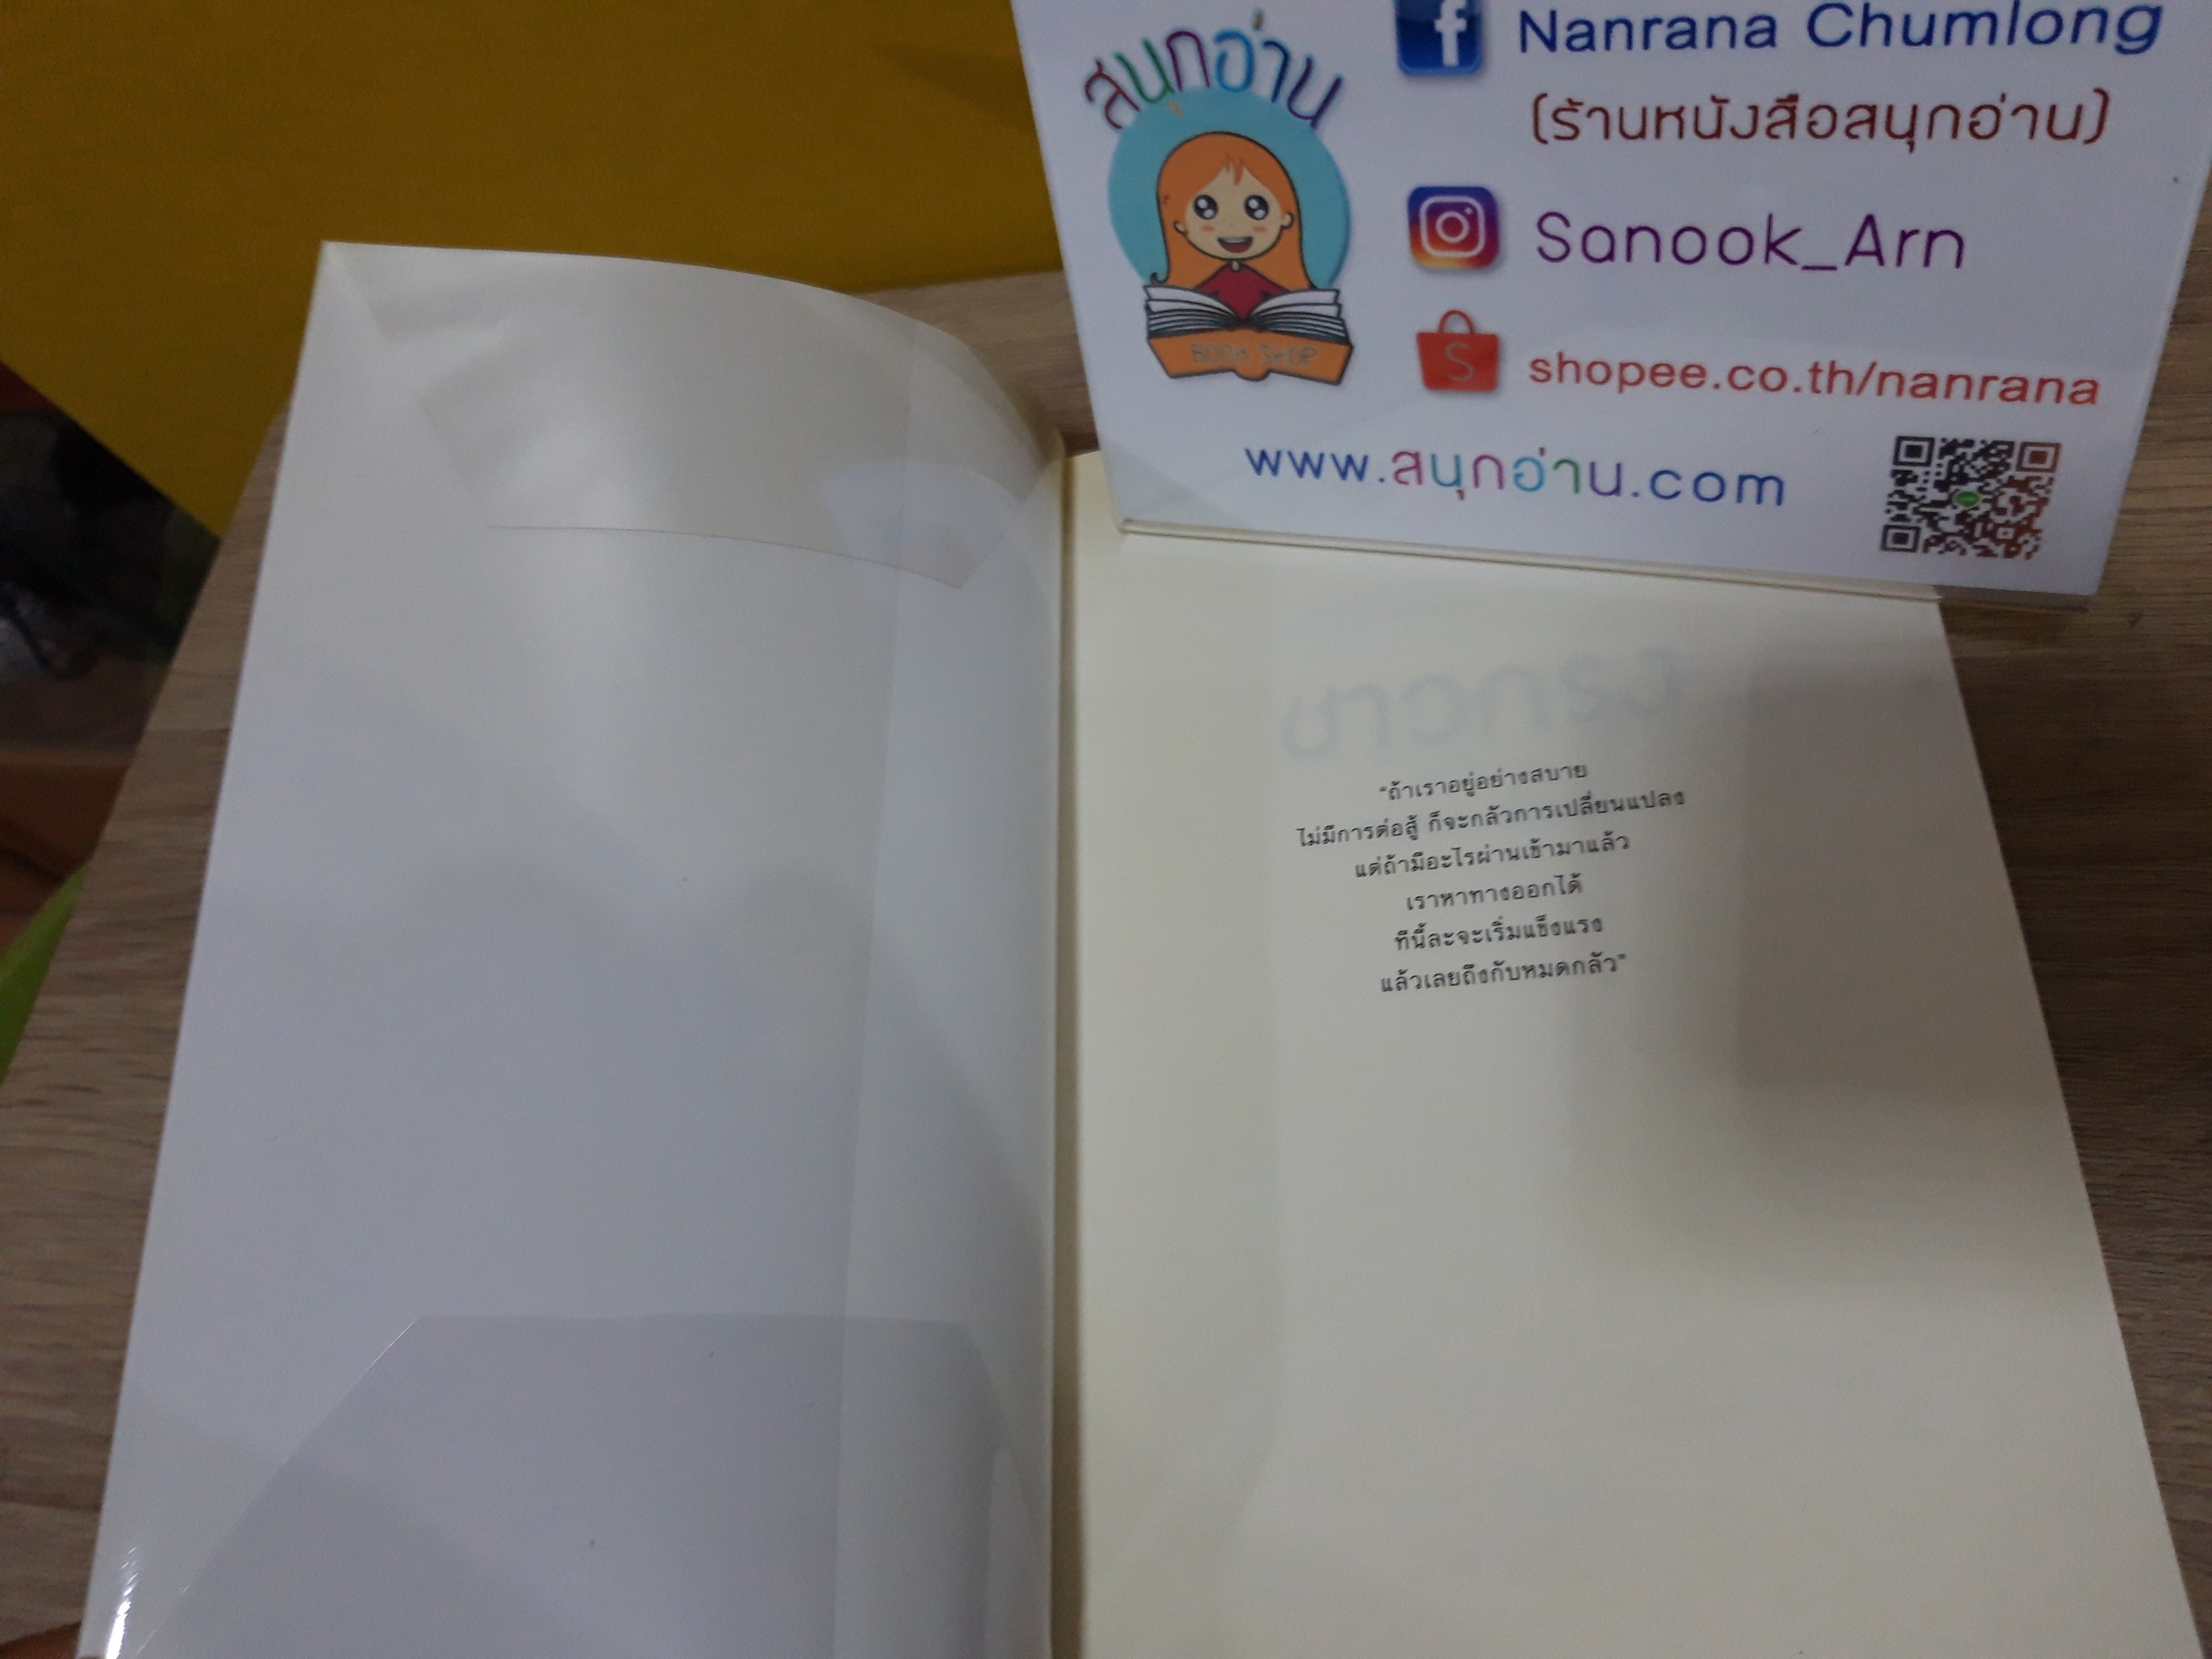 สนุกอ่าน
BOOK SHOP
Nanrana Chumlong
(ร้านหนังสือสนุกอ่าน)
Sanook_Arn
shopee.co.th/nanrana
www.สนุกอ่าน.com
"ถ้าเราอยู่อย่างสบาย
ไม่มีการต่อสู้ ก็จะกลัวการเปลี่ยนแปลง
แต่ถ้ามีอะไรผ่านเข้ามาแล้ว
เราหาทางออกได้
ทีนี้ละจะเริ่มแข็งแรง
แล้วเลยถึงกับหมดกลัว"